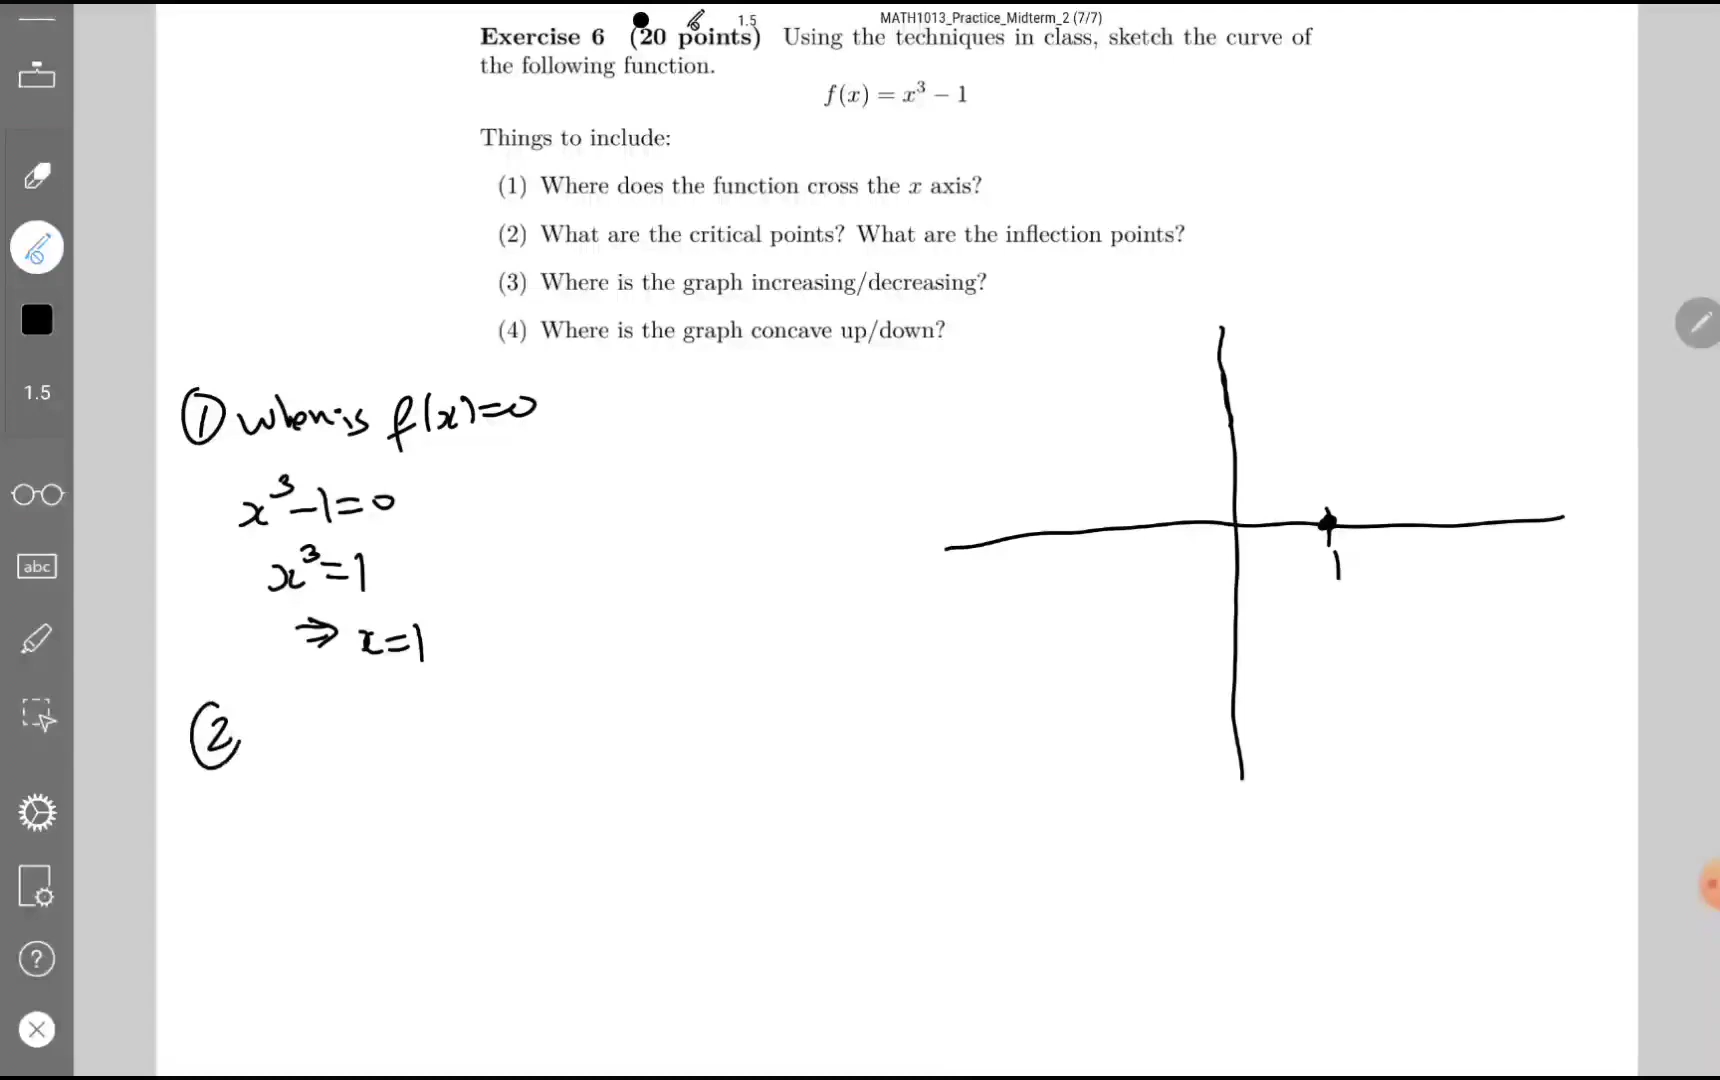 1.5
MATH1013_Practice_Midterm_2 (7/7)
Exercise 6 (20 points) Using the techniques in class, sketch the curve of
the following function.
f(x) = x³ − 1
Things to include:
(1) Where does the function cross the x axis?
(2) What are the critical points? What are the inflection points?
(3) Where is the graph increasing/decreasing?
(4) Where is the graph concave up/down?
1.5
abc
?
① when is f(x)=0
x³−1=0
x³=1
⇒ x=1
②
1